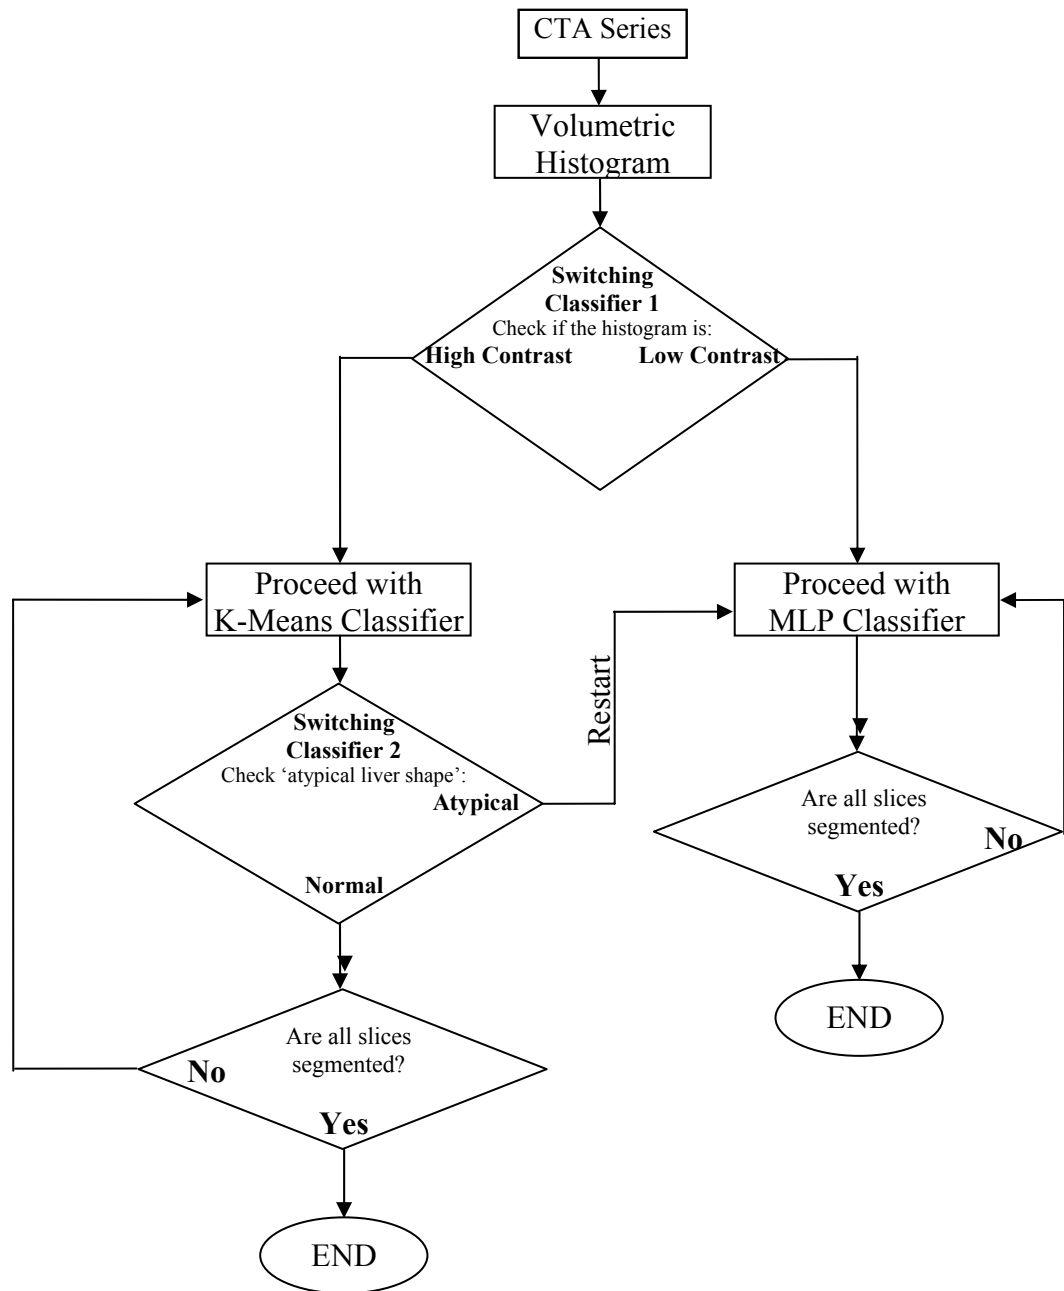 CTA Series
Volumetric
Histogram
Switching
Classifier 1
Check if the histogram is:
High Contrast Low Contrast
Proceed with
K-Means Classifier
Proceed with
MLP Classifier
Restart
Switching
Classifier 2
Check ‘atypical liver shape’:
Atypical
Normal
Are all slices
segmented?
No
Yes
END
Are all slices
segmented?
No
Yes
END